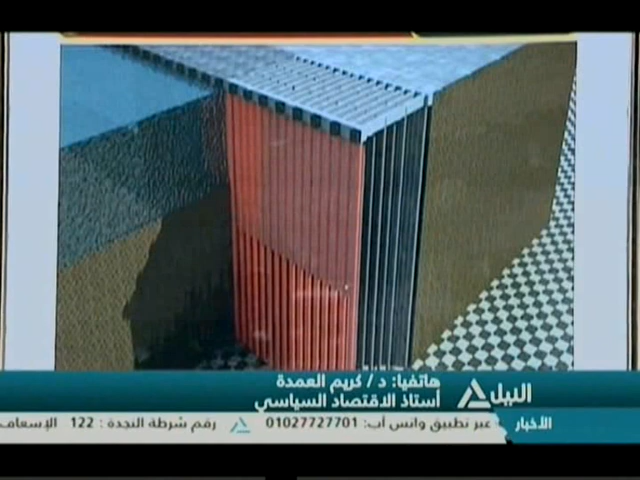 هاتفيا: د / كريم العمدة
أستاذ الاقتصاد السياسي
النيل
الأخبار
عبر تطبيق واتس آب: 01027727701 رقم شرطة النجدة : 122 الإسعاف